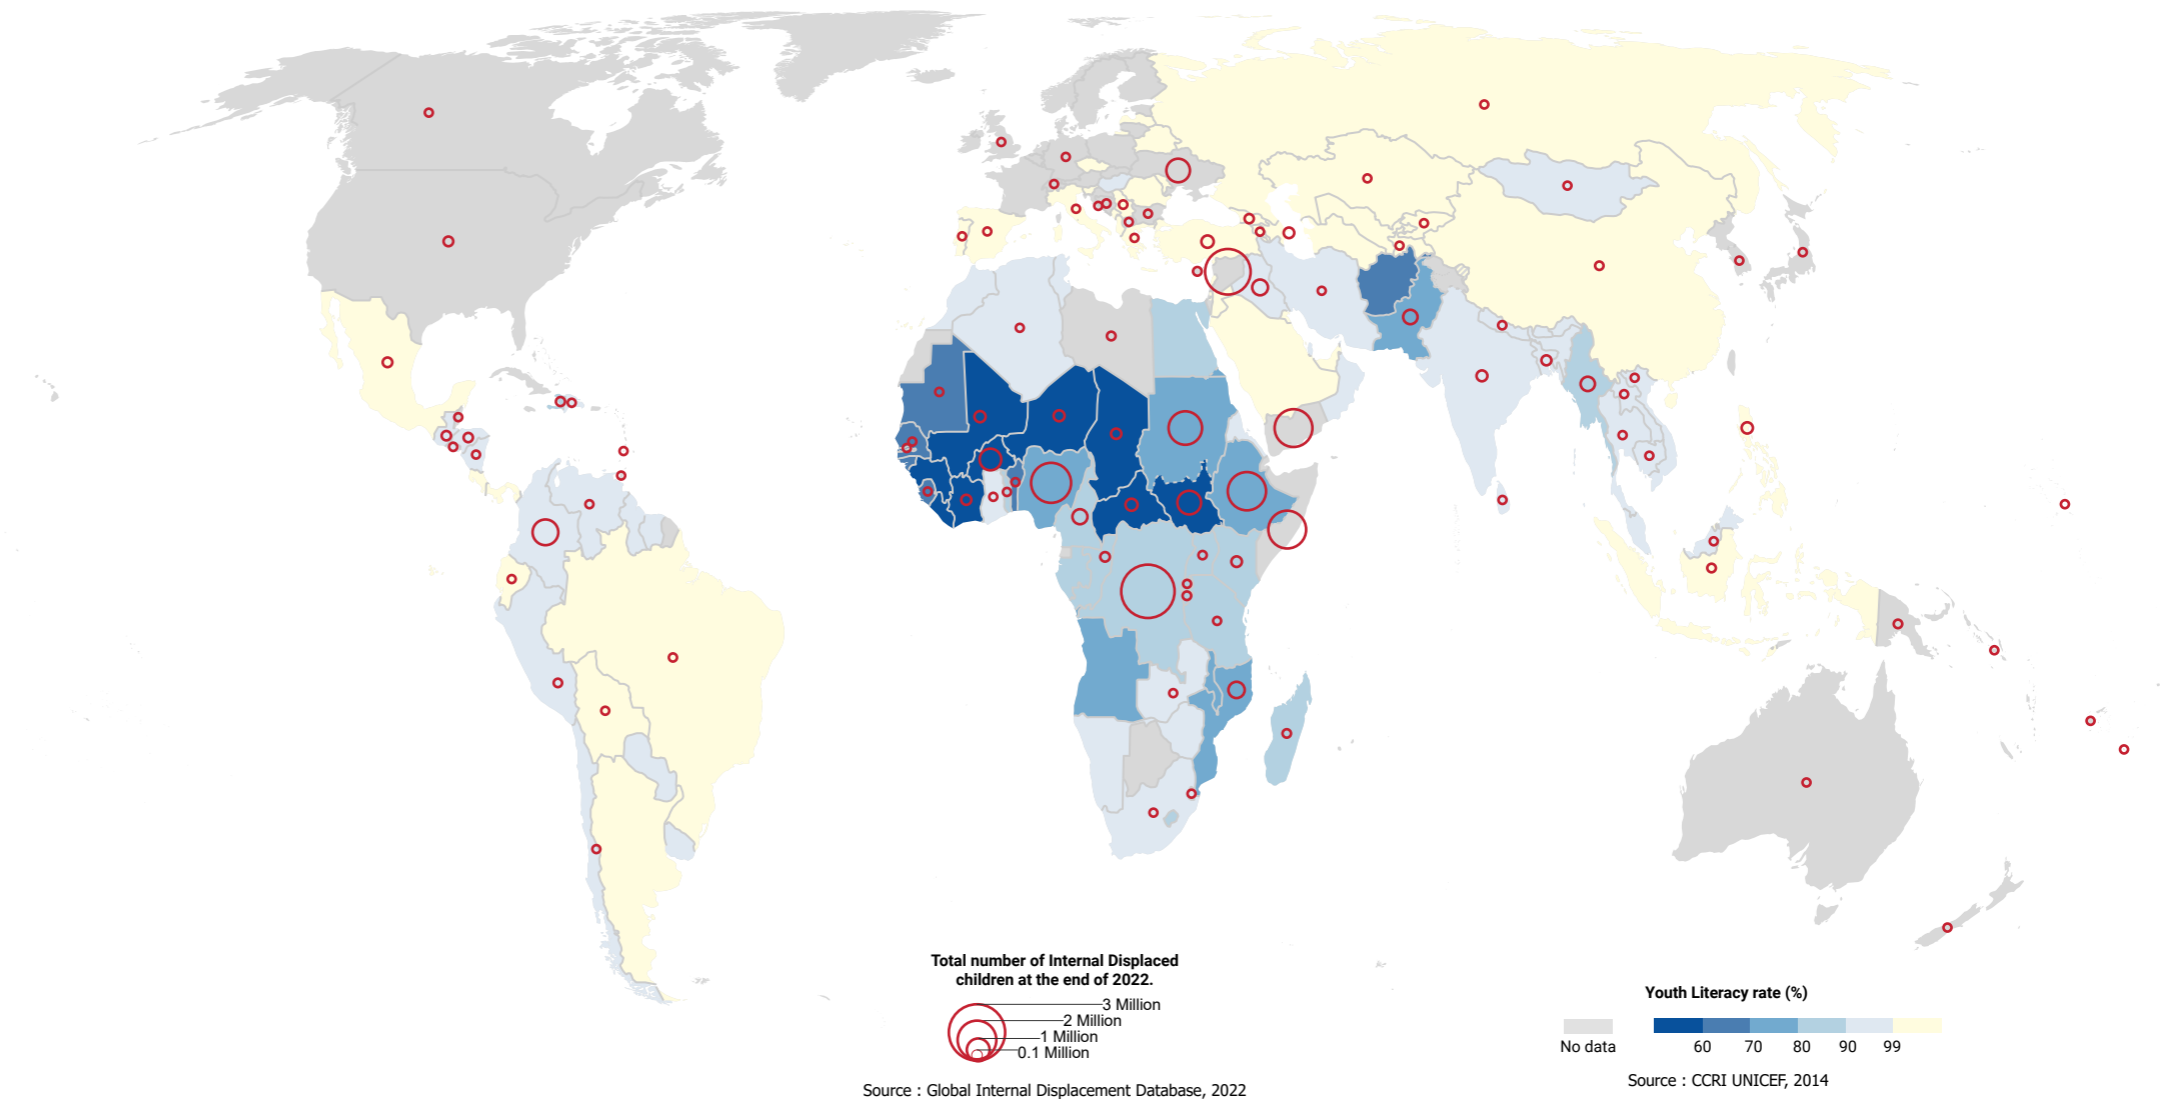 Total number of Internal Displaced
children at the end of 2022.
3 Million
2 Million
1 Million
0.1 Million
Source : Global Internal Displacement Database, 2022
Youth Literacy rate (%)
No data
60 70 80 90 99
Source : CCRI UNICEF, 2014